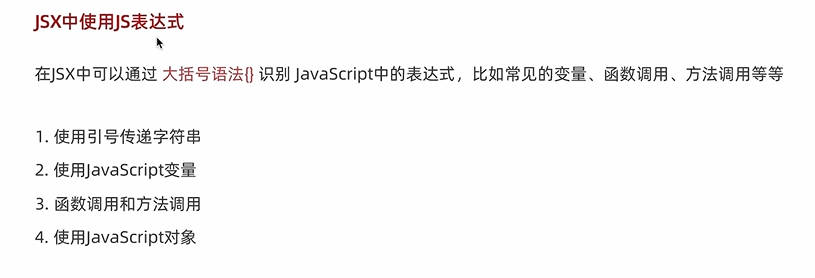 JSX中使用JS表达式
在JSX中可以通过 大括号语法{} 识别 JavaScript中的表达式，比如常见的变量、函数调用、方法调用等等
1. 使用引号传递字符串
2. 使用JavaScript变量
3. 函数调用和方法调用
4. 使用JavaScript对象